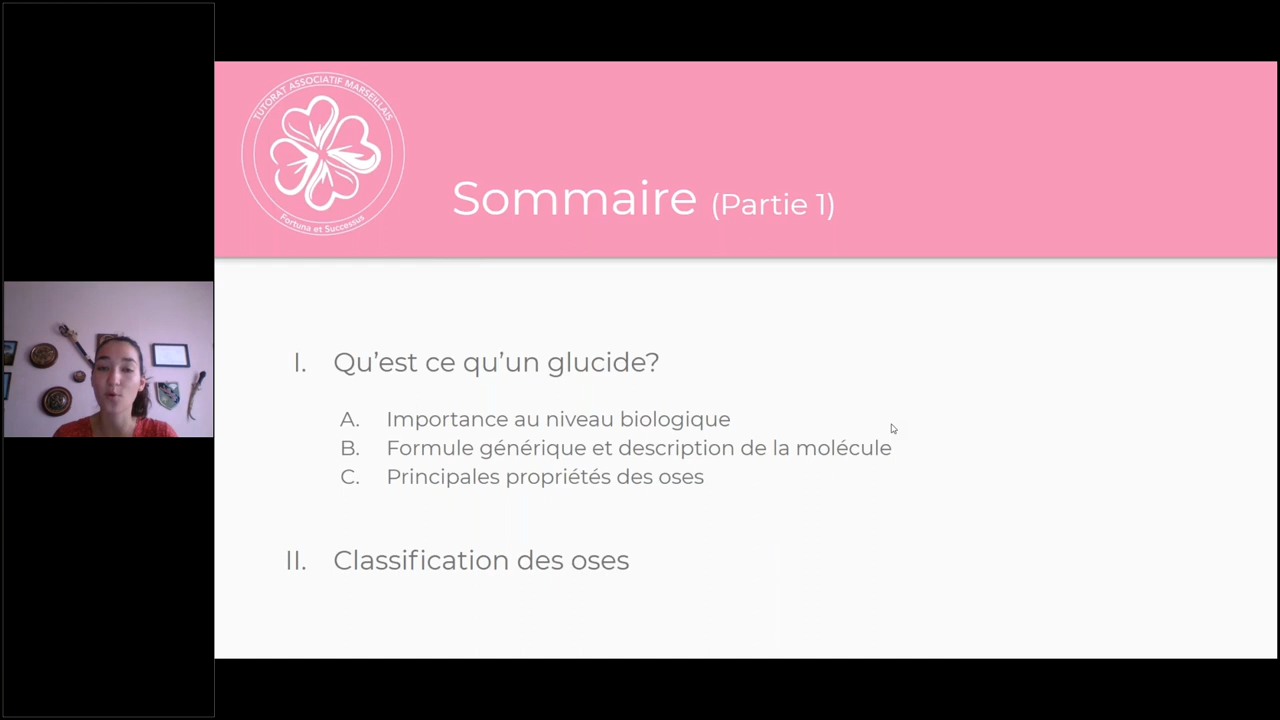 TUTORAT ASSOCIATIF MARSEILLAIS
Fortuna et Successus
Sommaire (Partie 1)
I. Qu’est ce qu’un glucide?
A. Importance au niveau biologique
B. Formule générique et description de la molécule
C. Principales propriétés des oses
II. Classification des oses